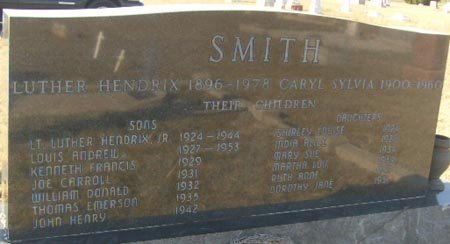 SMITH
LUTHER HENDRIX 1896-1978 CARYL SYLVIA 1900-1960
THEIR CHILDREN
SONS
LT. LUTHER HENDRIX JR. 1924-1944
LOUIS ANDREW 1927-1953
KENNETH FRANCIS 1929
JOE CARROLL 1931
WILLIAM DONALD 1932
THOMAS EMERSON 1935
JOHN HENRY 1942
DAUGHTERS
SHIRLEY LOUISE
INDIA
MARY SUE
MARTHA LOU
RUTH ANNE
DOROTHY JANE